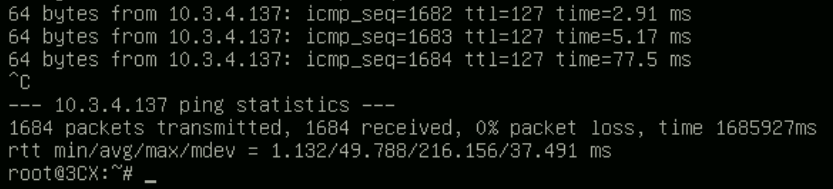 64 bytes from 10.3.4.137: icmp_seq=1682 ttl=127 time=2.91 ms
64 bytes from 10.3.4.137: icmp_seq=1683 ttl=127 time=5.17 ms
64 bytes from 10.3.4.137: icmp_seq=1684 ttl=127 time=77.5 ms
^C
--- 10.3.4.137 ping statistics ---
1684 packets transmitted, 1684 received, 0% packet loss, time 1685927ms
rtt min/avg/max/mdev = 1.132/49.788/216.156/37.491 ms
root@3CX:~# _